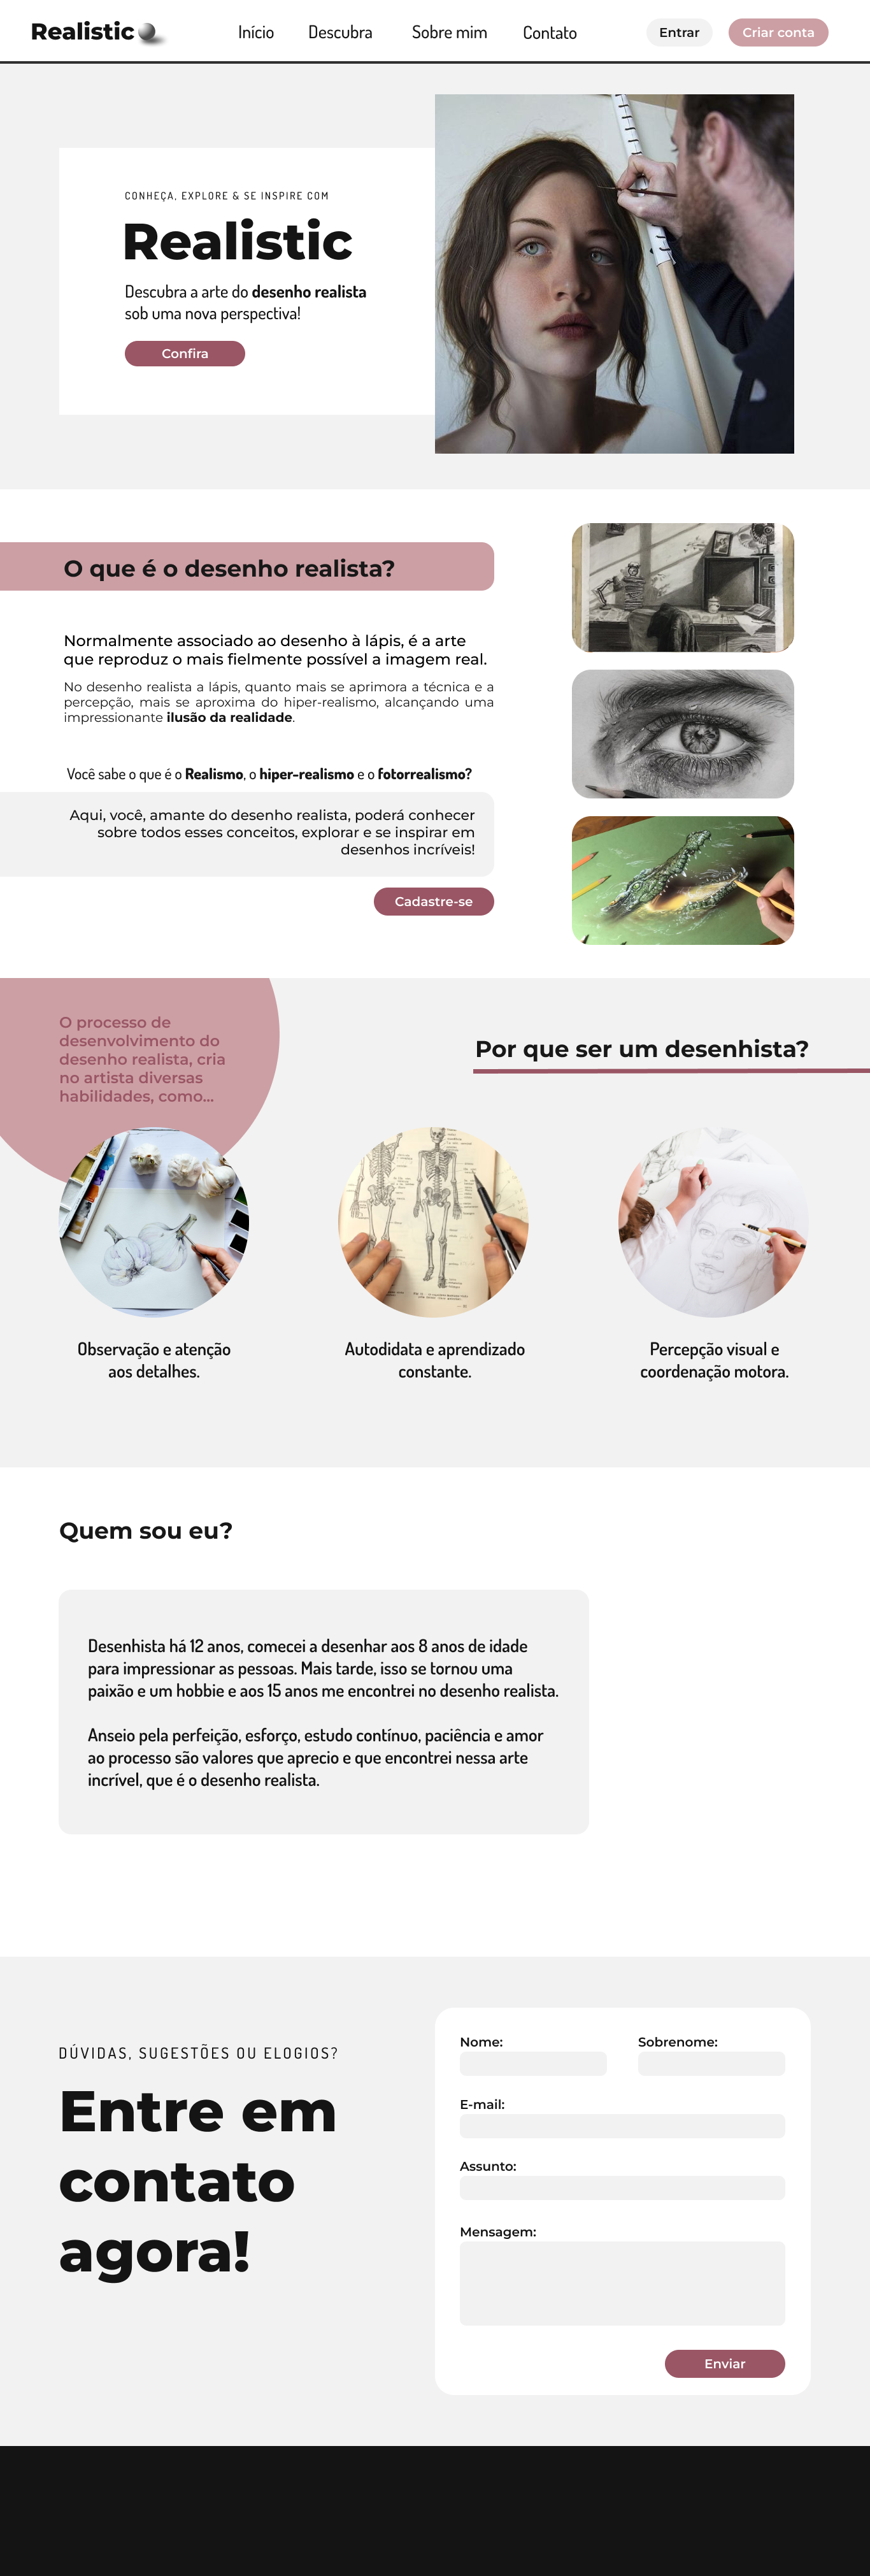 Realistic
Início
Descubra
Sobre mim
Contato
Entrar
Criar conta
CONHEÇA, EXPLORE & SE INSPIRE COM
Realistic
Descubra a arte do desenho realista
sob uma nova perspectiva!
Confira
O que é o desenho realista?
Normalmente associado ao desenho à lápis, é a arte
que reproduz o mais fielmente possível a imagem real.
No desenho realista a lápis, quanto mais se aprimora a técnica e a
percepção, mais se aproxima do hiper-realismo, alcançando uma
impressionante ilusão da realidade.
Você sabe o que é o Realismo, o hiper-realismo e o fotorrealismo?
Aqui, você, amante do desenho realista, poderá conhecer
sobre todos esses conceitos, explorar e se inspirar em
desenhos incríveis!
Cadastre-se
O processo de
desenvolvimento do
desenho realista, cria
no artista diversas
habilidades, como...
Por que ser um desenhista?
Observação e atenção
aos detalhes.
Autodidata e aprendizado
constante.
Percepção visual e
coordenação motora.
Quem sou eu?
Desenhista há 12 anos, comecei a desenhar aos 8 anos de idade
para impressionar as pessoas. Mais tarde, isso se tornou uma
paixão e um hobbie e aos 15 anos me encontrei no desenho realista.
Anseio pela perfeição, esforço, estudo contínuo, paciência e amor
ao processo são valores que aprecio e que encontrei nessa arte
incrível, que é o desenho realista.
DÚVIDAS, SUGESTÕES OU ELOGIOS?
Entre em
contato
agora!
Nome:
Sobrenome:
E-mail:
Assunto:
Mensagem:
Enviar